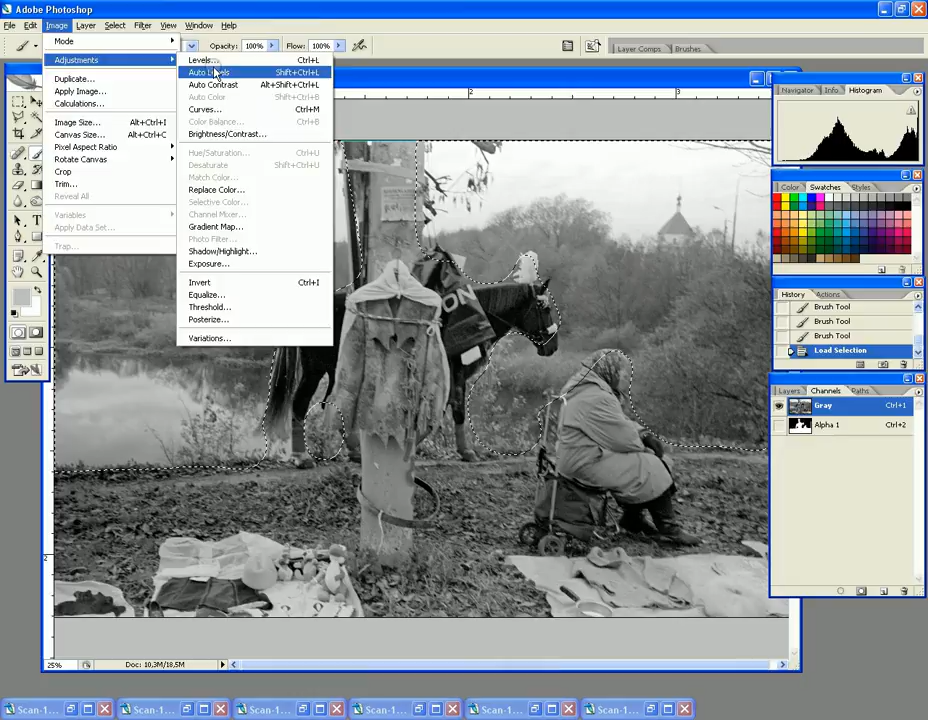 Adobe Photoshop
File Edit Image Layer Select Filter View Window Help
Opacity: 100% Flow: 100% Layer Comps Brushes
Mode
Adjustments
Duplicate...
Apply Image...
Calculations...
Image Size... Alt+Ctrl+I
Canvas Size... Alt+Ctrl+C
Pixel Aspect Ratio
Rotate Canvas
Crop
Trim...
Reveal All
Variables
Apply Data Set...
Trap...
Levels... Ctrl+L
Auto Levels Shift+Ctrl+L
Auto Contrast Alt+Shift+Ctrl+L
Auto Color Shift+Ctrl+B
Curves... Ctrl+M
Color Balance... Ctrl+B
Brightness/Contrast...
Hue/Saturation... Ctrl+U
Desaturate Shift+Ctrl+U
Match Color...
Replace Color...
Selective Color...
Channel Mixer...
Gradient Map...
Photo Filter...
Shadow/Highlight...
Exposure...
Invert Ctrl+I
Equalize...
Threshold...
Posterize...
Variations...
2 3
2
ON
Navigator Info Histogram
Color Swatches Styles
History Actions
Brush Tool
Brush Tool
Brush Tool
Load Selection
Layers Channels Paths
Gray Ctrl+1
Alpha 1 Ctrl+2
25% Doc: 10,3M/18,5M
Scan-1... Scan-1... Scan-1... Scan-1... Scan-1... Scan-1...